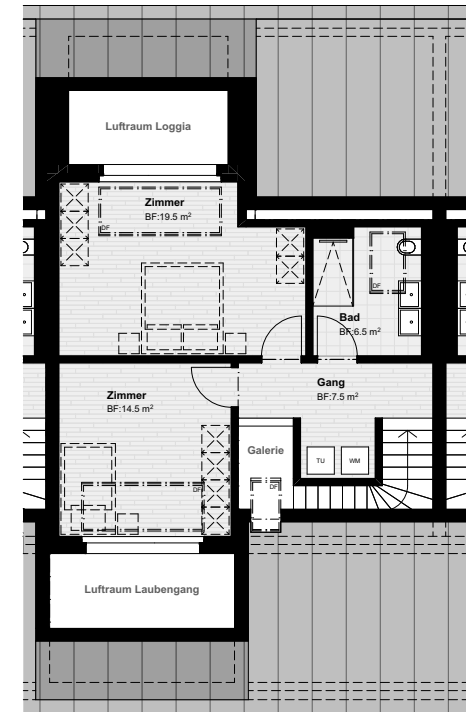 Luftraum Loggia
Zimmer
BF:19.5 m²
DF
DF
Bad
BF:6.5 m²
Zimmer
BF:14.5 m²
Gang
BF:7.5 m²
Galerie
TU
WM
DF
DF
Luftraum Laubengang